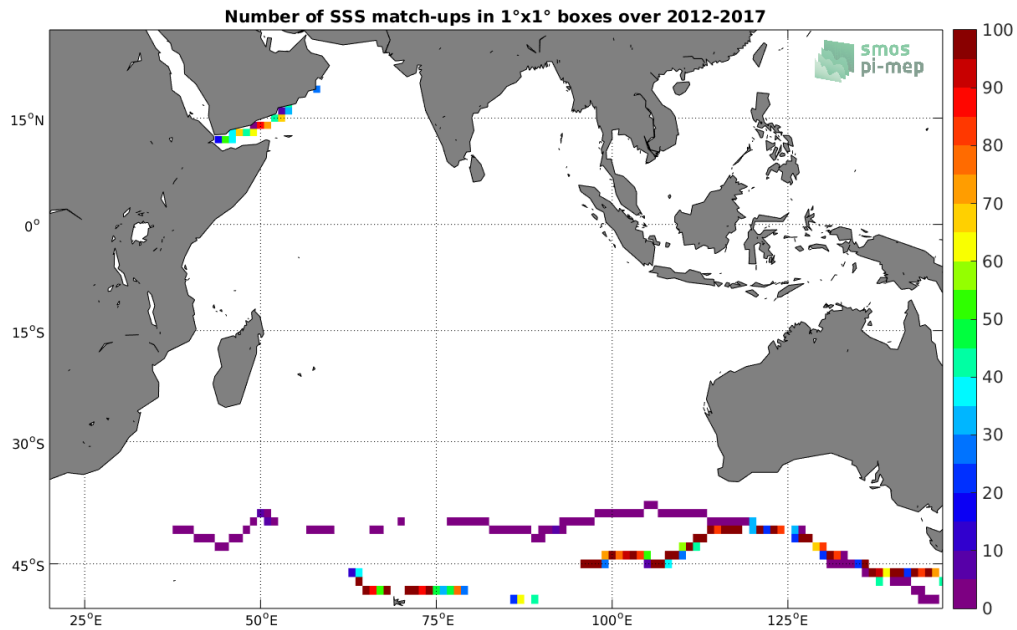 Number of SSS match-ups in 1°x1° boxes over 2012-2017
smos
pi-mep
100
90
80
70
60
50
40
30
20
10
0
15°N
0°
15°S
30°S
45°S
25°E
50°E
75°E
100°E
125°E